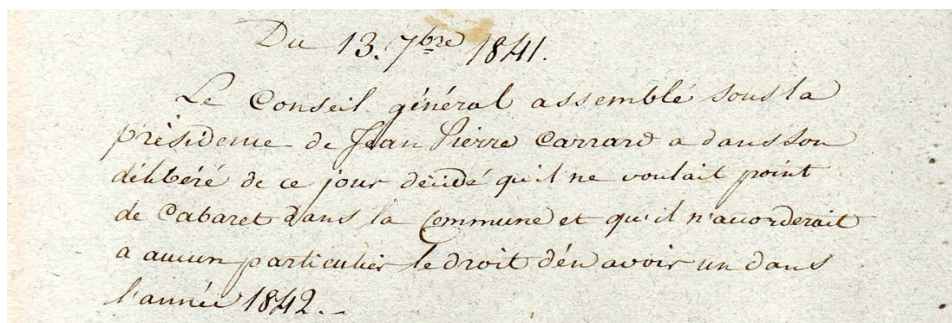 Du 13. 7bre 1841.
Le Conseil général assemblé sous la
présidence de Jean Pierre Carrard a dans son
délibéré de ce jour décidé qu'il ne voulait point
de Cabaret dans la Commune et qu'il n'accorderait
a aucun particulier le droit d'én avoir un dans
l'année 1842.-